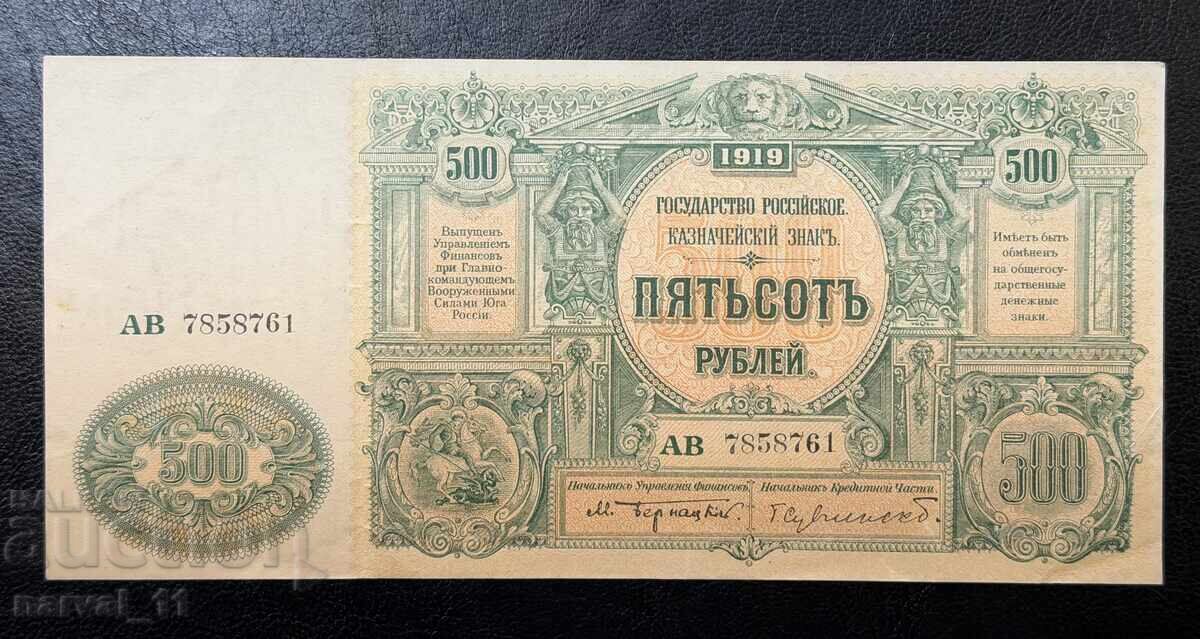 500
1919
500
ГОСУДАРСТВО РОССІЙСКОЕ.
КАЗНАЧЕЙСКІЙ ЗНАКЪ.
ПЯТЬСОТЪ
РУБЛЕЙ.
Выпущенъ
Управленіемъ
Финансовъ
при Главно-
командующемъ
Вооруженными
Силами Юга
Россіи.
Имѣетъ быть
обмѣненъ
на общегосу-
дарственные
денежные
знаки.
АВ 7858761
АВ 7858761
500
500
Начальникъ Управленія Финансовъ
Начальникъ Кредитной Части.
М. Бернацкій.
auction
narval_11